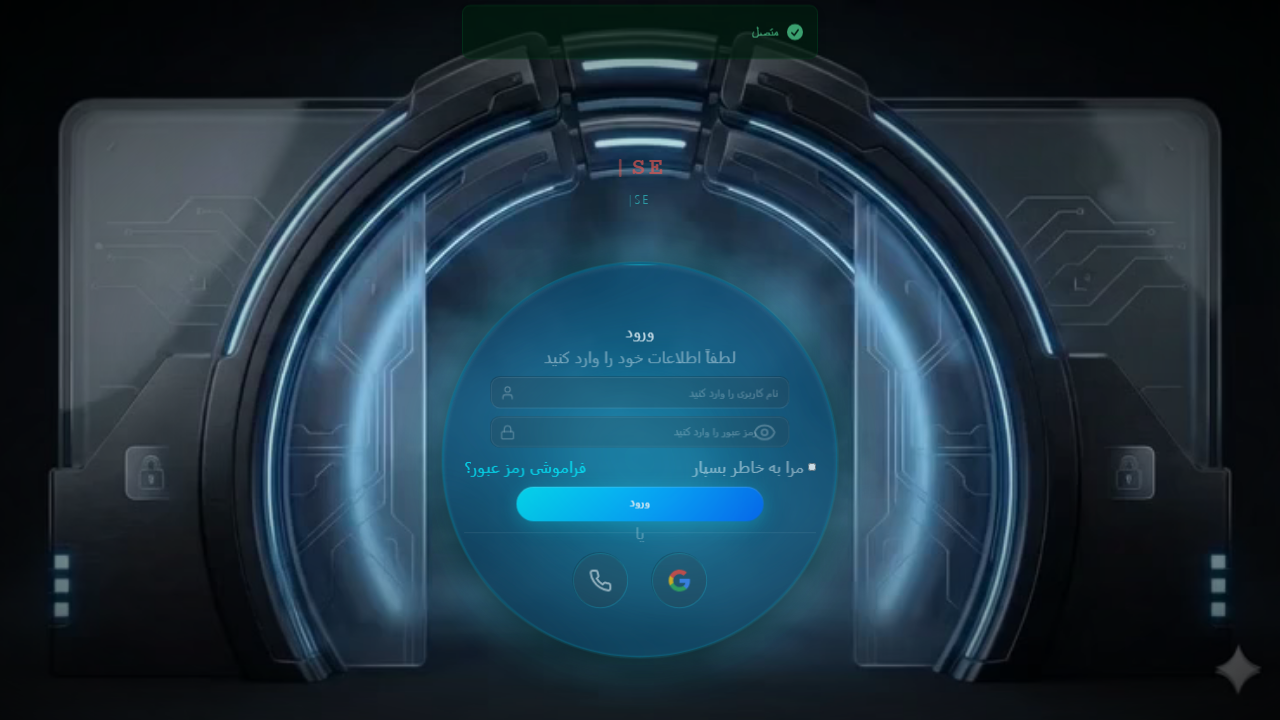 متصل
| SE
|SE
ورود
لطفاً اطلاعات خود را وارد کنید
نام کاربری را وارد کنید
رمز عبور را وارد کنید
مرا به خاطر بسپار فراموشی رمز عبور؟
ورود
یا